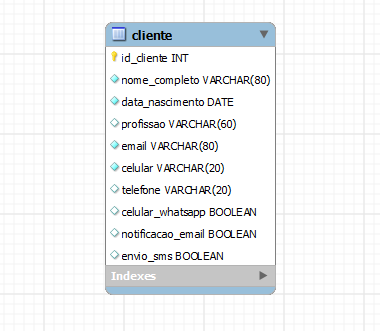 cliente
id_cliente INT
nome_completo VARCHAR(80)
data_nascimento DATE
profissao VARCHAR(60)
email VARCHAR(80)
celular VARCHAR(20)
telefone VARCHAR(20)
celular_whatsapp BOOLEAN
notificacao_email BOOLEAN
envio_sms BOOLEAN
Indexes